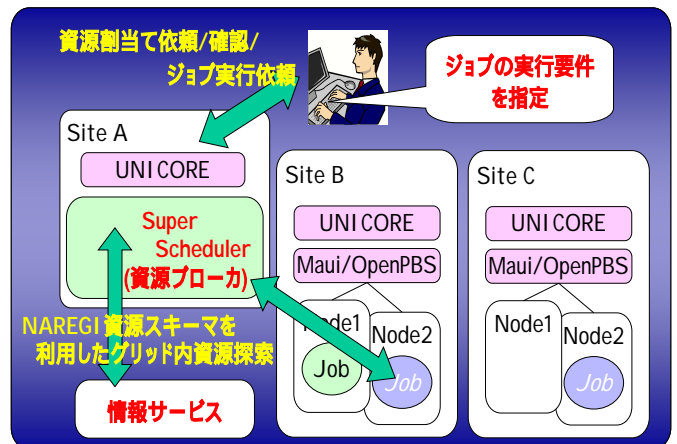 資源割当て依頼/確認/
ジョブ実行依頼
ジョブの実行要件
を指定
Site A
UNICORE
Super
Scheduler
(資源ブローカ)
NAREGI資源スキーマを
利用したグリッド内資源探索
情報サービス
Site B
UNICORE
Maui/OpenPBS
Node1
Job
Node2
Job
Site C
UNICORE
Maui/OpenPBS
Node1
Node2
Job